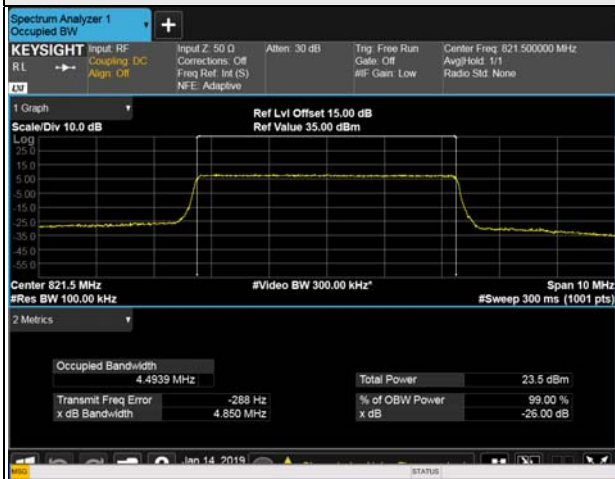 Spectrum Analyzer 1
Occupied BW
+
KEYSIGHT Input: RF Input Z: 50 Ω Atten: 30 dB Trig: Free Run Center Freq: 821.500000 MHz
RL Coupling: DC Corrections: Off Gate: Off Avg|Hold: 1/1
Align: Off Freq Ref: Int (S) #IF Gain: Low Radio Std: None
LXI NFE: Adaptive
1 Graph Ref Lvl Offset 15.00 dB
Scale/Div 10.0 dB Ref Value 35.00 dBm
Log
25.0
15.0
5.00
-5.00
-15.0
-25.0
-35.0
-45.0
-55.0
Center 821.5 MHz #Video BW 300.00 kHz* Span 10 MHz
#Res BW 100.00 kHz #Sweep 300 ms (1001 pts)
2 Metrics
Occupied Bandwidth
4.4939 MHz Total Power 23.5 dBm
Transmit Freq Error -288 Hz % of OBW Power 99.00 %
x dB Bandwidth 4.850 MHz x dB -26.00 dB
Jan 14, 2019
MSG STATUS